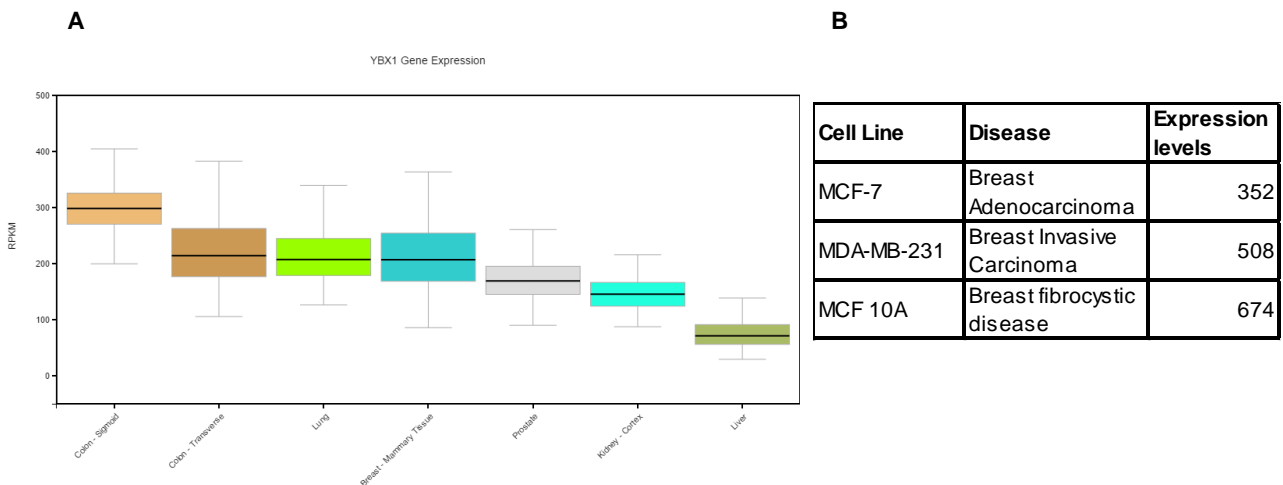 A
B
YBX1 Gene Expression
500
400
300
200
100
0
RPKM
Colon - Sigmoid
Colon - Transverse
Lung
Breast - Mammary Tissue
Prostate
Kidney - Cortex
Liver
Cell Line Disease Expression
levels
MCF-7 Breast
Adenocarcinoma 352
MDA-MB-231 Breast Invasive
Carcinoma 508
MCF 10A Breast fibrocystic
disease 674